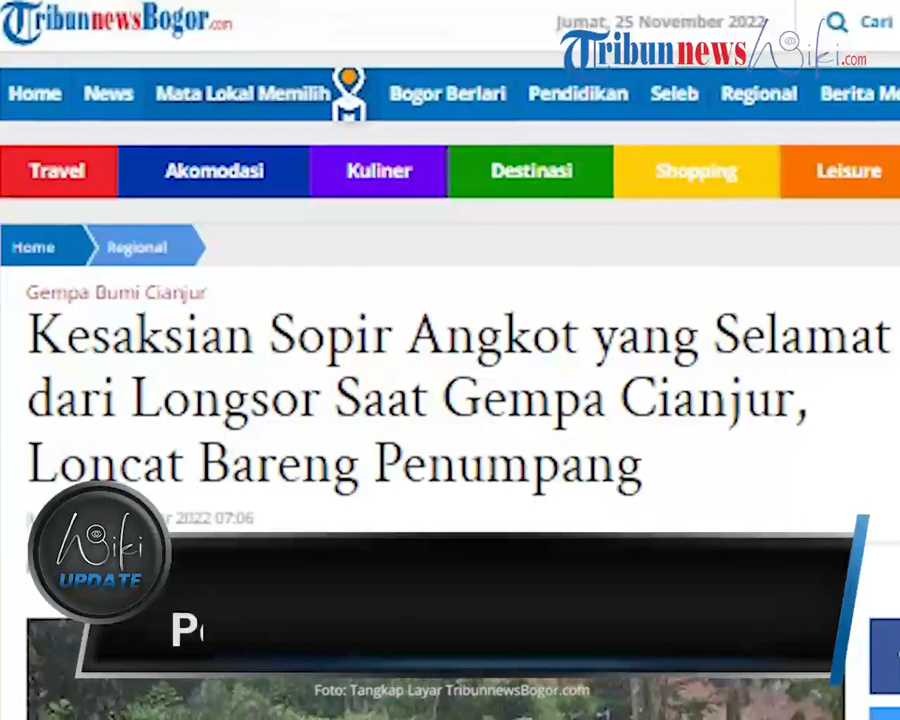 TribunnewsBogor.com
Jumat, 25 November 2022
Cari
Tribunnews Wiki.com
Home News Mata Lokal Memilih Bogor Berlari Pendidikan Seleb Regional Berita
Travel Akomodasi Kuliner Destinasi Shopping Leisure
Home Regional
Gempa Bumi Cianjur
Kesaksian Sopir Angkot yang Selamat
dari Longsor Saat Gempa Cianjur,
Loncat Bareng Penumpang
2022 07:06
Wiki
UPDATE
P
Foto: Tangkap Layar TribunnewsBogor.com